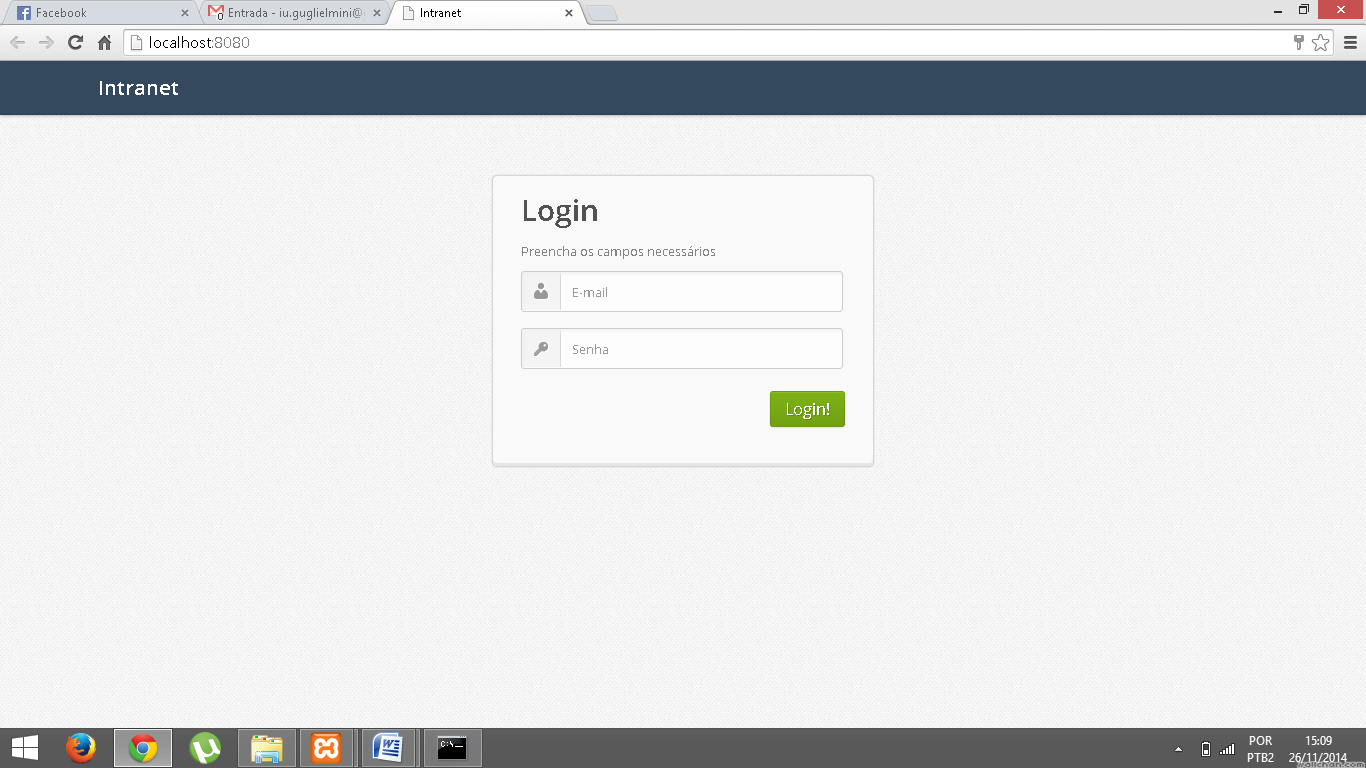 Facebook
Entrada - iu.guglielmini@
Intranet
localhost:8080
Intranet
Login
Preencha os campos necessários
E-mail
Senha
Login!
C:\_
POR
15:09
PTB2
26/11/2014